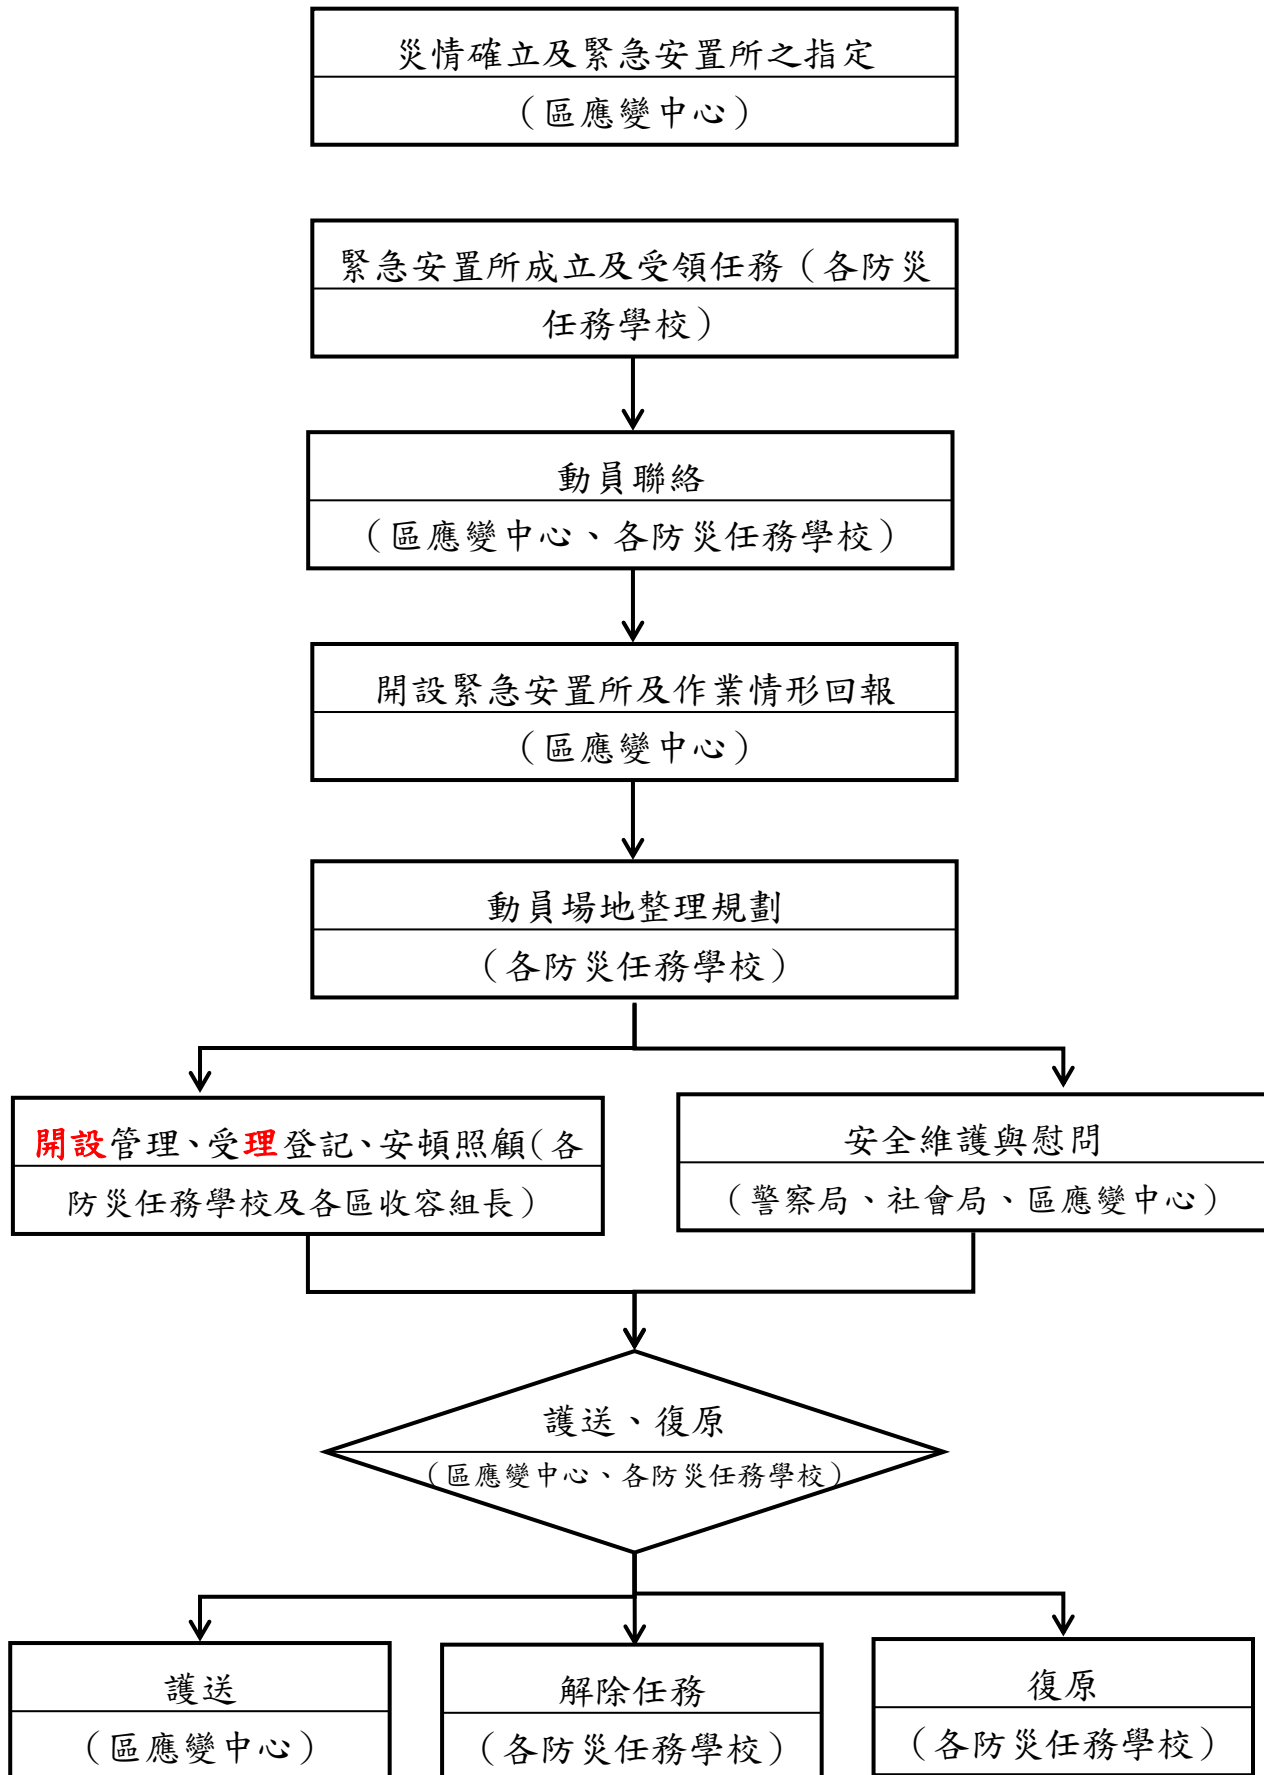 災情確立及緊急安置所之指定
（區應變中心）
緊急安置所成立及受領任務（各防災
任務學校）
動員聯絡
（區應變中心、各防災任務學校）
開設緊急安置所及作業情形回報
（區應變中心）
動員場地整理規劃
（各防災任務學校）
開設管理、受理登記、安頓照顧（各
防災任務學校及各區收容組長）
安全維護與慰問
（警察局、社會局、區應變中心）
護送、復原
（區應變中心、各防災任務學校）
護送
（區應變中心）
解除任務
（各防災任務學校）
復原
（各防災任務學校）